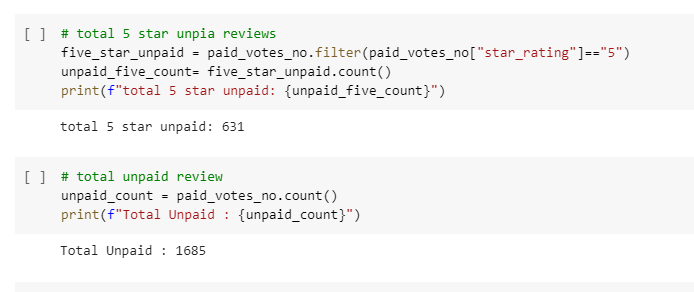 [ ] # total 5 star unpia reviews
five_star_unpaid = paid_votes_no.filter(paid_votes_no["star_rating"]=="5")
unpaid_five_count= five_star_unpaid.count()
print(f"total 5 star unpaid: {unpaid_five_count}")
total 5 star unpaid: 631
[ ] # total unpaid review
unpaid_count = paid_votes_no.count()
print(f"Total Unpaid : {unpaid_count}")
Total Unpaid : 1685